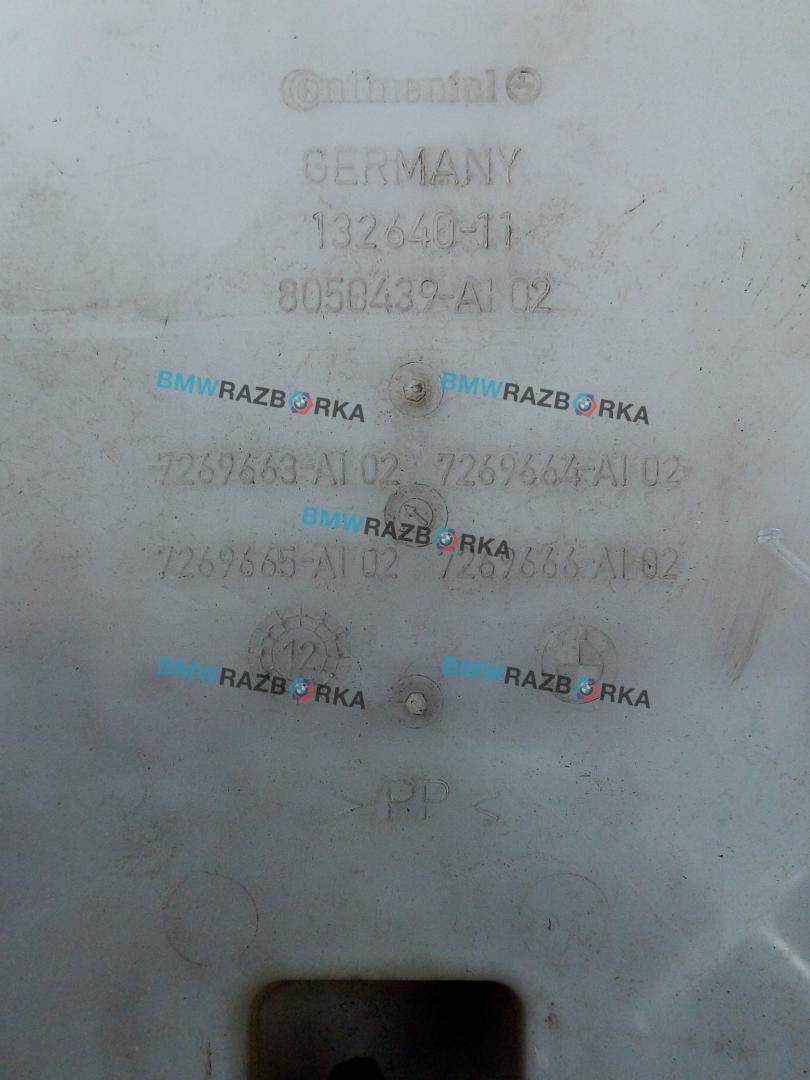 Continental
GERMANY
132640-11
8050439-AI 02
BMWRAZBORKA BMWRAZBORKA
7269663-AI 02 7269664-AI 02
BMWRAZBORKA
7269665-AI 02 7269666-AI 02
12
BMWRAZBORKA BMWRAZBORKA
> PP <